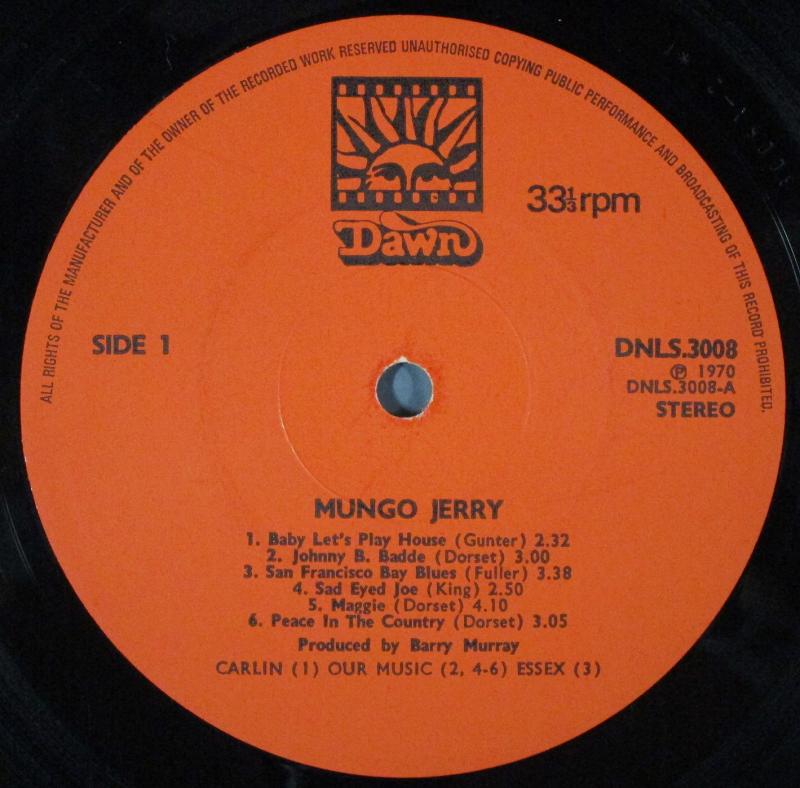 ALL RIGHTS OF THE MANUFACTURER AND OF THE OWNER OF THE RECORDED WORK RESERVED UNAUTHORISED COPYING PUBLIC PERFORMANCE AND BROADCASTING OF THIS RECORD PROHIBITED.
Dawn
33⅓rpm
SIDE 1
DNLS.3008
℗ 1970
DNLS.3008-A
STEREO
MUNGO JERRY
1. Baby Let's Play House (Gunter) 2.32
2. Johnny B. Badde (Dorset) 3.00
3. San Francisco Bay Blues (Fuller) 3.38
4. Sad Eyed Joe (King) 2.50
5. Maggie (Dorset) 4.10
6. Peace In The Country (Dorset) 3.05
Produced by Barry Murray
CARLIN (1) OUR MUSIC (2, 4-6) ESSEX (3)